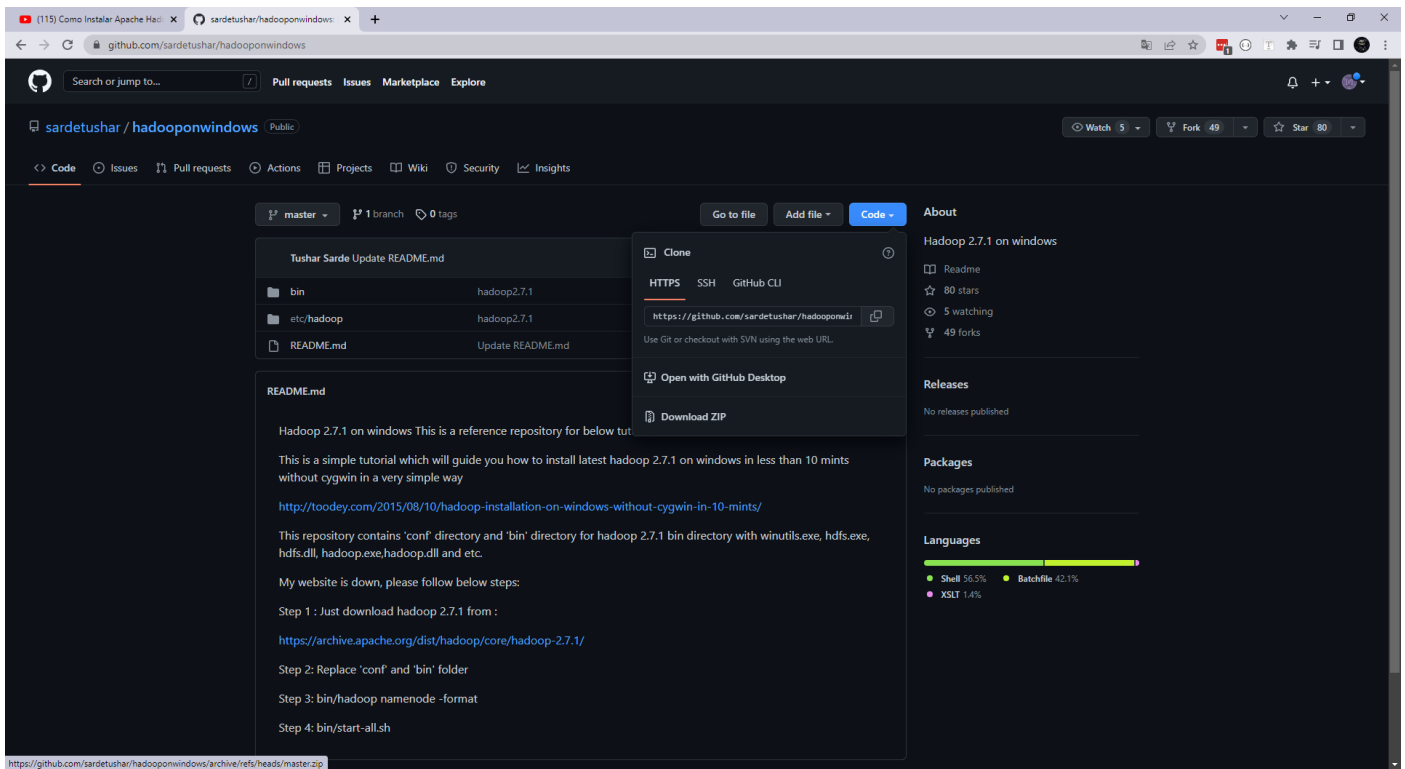 (115) Como Instalar Apache Had
sardetushar/hadooponwindows:
github.com/sardetushar/hadooponwindows
Search or jump to...
/
Pull requests Issues Marketplace Explore
sardetushar / hadooponwindows Public
Watch 5
Fork 49
Star 80
Code Issues Pull requests Actions Projects Wiki Security Insights
master
1 branch 0 tags
Go to file
Add file
Code
Tushar Sarde Update README.md
bin hadoop2.7.1
etc/hadoop hadoop2.7.1
README.md Update README.md
Clone
HTTPS SSH GitHub CLI
https://github.com/sardetushar/hadooponwi
Use Git or checkout with SVN using the web URL.
Open with GitHub Desktop
Download ZIP
README.md
Hadoop 2.7.1 on windows This is a reference repository for below tut
This is a simple tutorial which will guide you how to install latest hadoop 2.7.1 on windows in less than 10 mints
without cygwin in a very simple way
http://toodey.com/2015/08/10/hadoop-installation-on-windows-without-cygwin-in-10-mints/
This repository contains 'conf' directory and 'bin' directory for hadoop 2.7.1 bin directory with winutils.exe, hdfs.exe,
hdfs.dll, hadoop.exe,hadoop.dll and etc.
My website is down, please follow below steps:
Step 1 : Just download hadoop 2.7.1 from :
https://archive.apache.org/dist/hadoop/core/hadoop-2.7.1/
Step 2: Replace 'conf' and 'bin' folder
Step 3: bin/hadoop namenode -format
Step 4: bin/start-all.sh
About
Hadoop 2.7.1 on windows
Readme
80 stars
5 watching
49 forks
Releases
No releases published
Packages
No packages published
Languages
Shell 56.5% Batchfile 42.1%
XSLT 1.4%
https://github.com/sardetushar/hadooponwindows/archive/refs/heads/master.zip